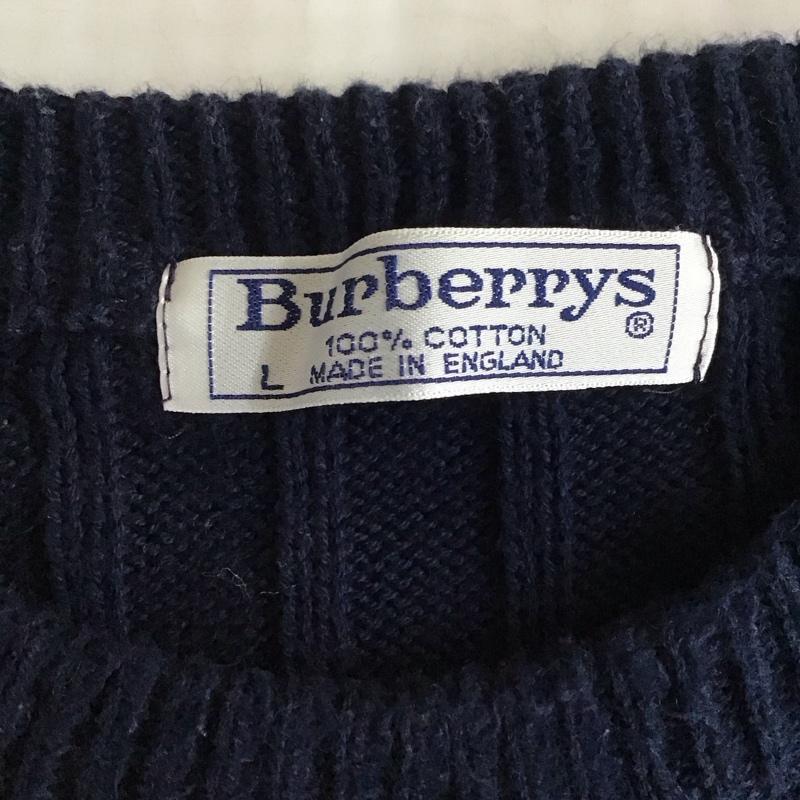 Burberrys®
100% COTTON
L MADE IN ENGLAND